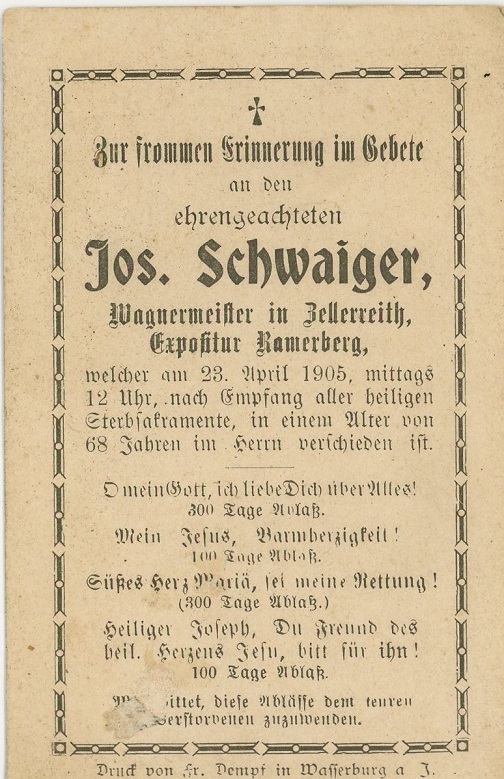 Zur frommen Erinnerung im Gebete
an den
ehrengeachteten
Jos. Schwaiger,
Wagnermeister in Zellerreith,
Expositur Ramerberg,
welcher am 23. April 1905, mittags
12 Uhr, nach Empfang aller heiligen
Sterbsakramente, in einem Alter von
68 Jahren im Herrn verschieden ist.
O mein Gott, ich liebe Dich über Alles!
300 Tage Ablaß.
Mein Jesus, Barmherzigkeit!
100 Tage Ablaß.
Süßes Herz Mariä, sei meine Rettung!
(300 Tage Ablaß.)
Heiliger Joseph, Du Freund des
heil. Herzens Jesu, bitt für ihn!
100 Tage Ablaß.
bittet, diese Ablässe dem teuren
Verstorbenen zuzuwenden.
Druck von Fr. Dempf in Wasserburg a J.